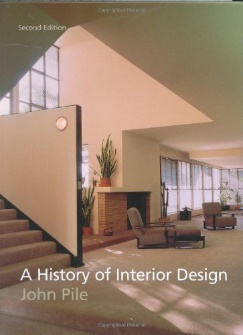 Second Edition
A History of Interior Design
John Pile